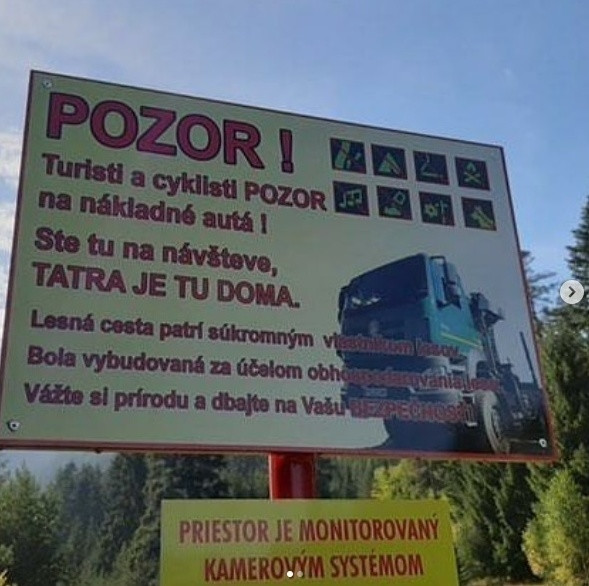 POZOR !
Turisti a cyklisti POZOR
na nákladné autá !
Ste tu na návšteve,
TATRA JE TU DOMA.
Lesná cesta patrí súkromným vlastníkom lesov.
Bola vybudovaná za účelom obhospodarovania lesa.
Vážte si prírodu a dbajte na Vašu BEZPEČNOSŤ!
PRIESTOR JE MONITOROVANÝ
KAMEROVÝM SYSTÉMOM